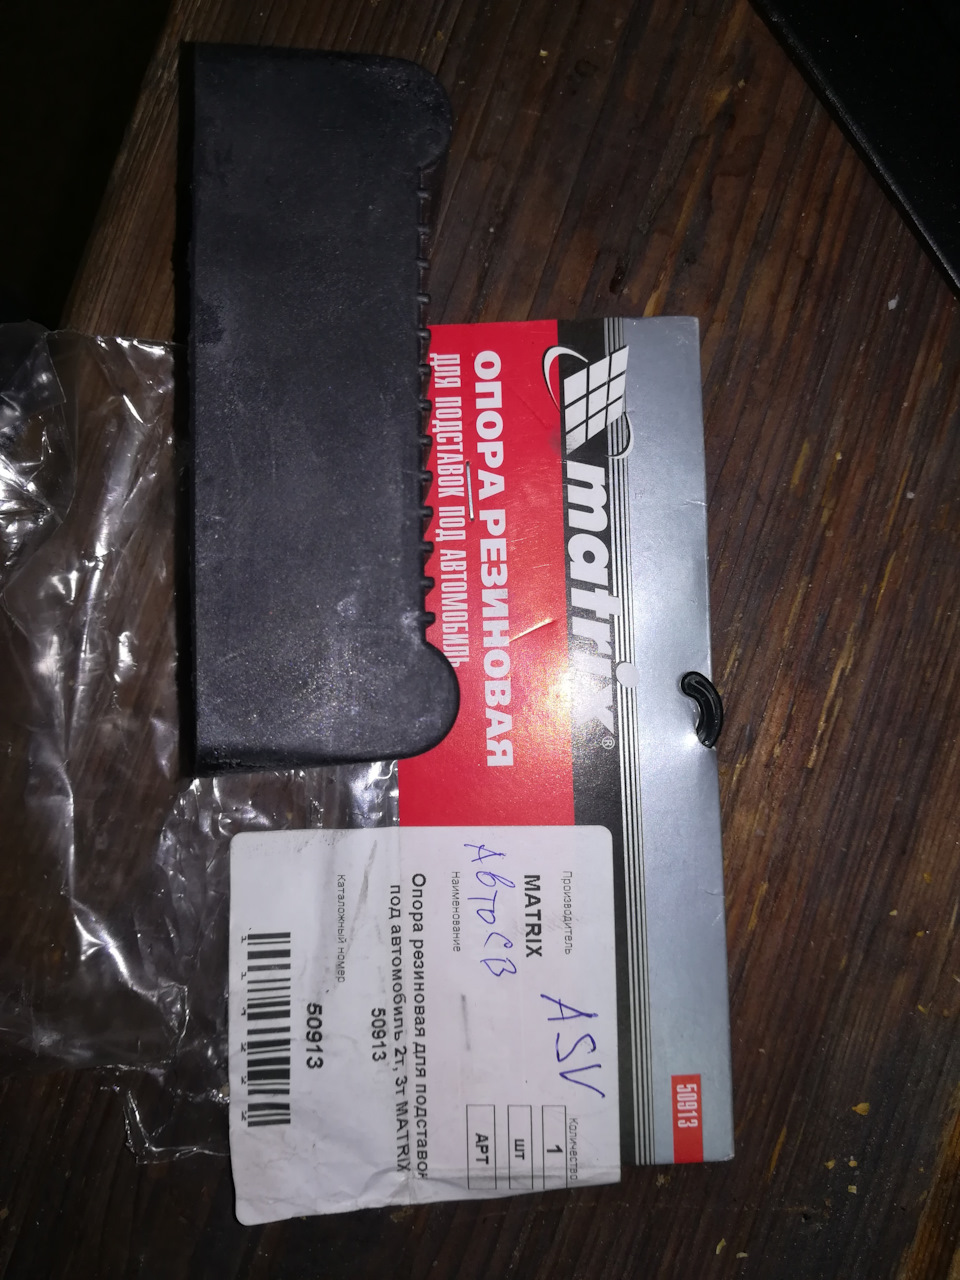 matrix®
ОПОРА РЕЗИНОВАЯ
ДЛЯ ПОДСТАВОК ПОД АВТОМОБИЛЬ
50913
ASV
Производитель
MATRIX
АвтоСВ
Наименование
Опора резиновая для подставок
под автомобиль 2т, 3т MATRIX
50913
Каталожный номер
50913
Количество
1
шт
АРТ